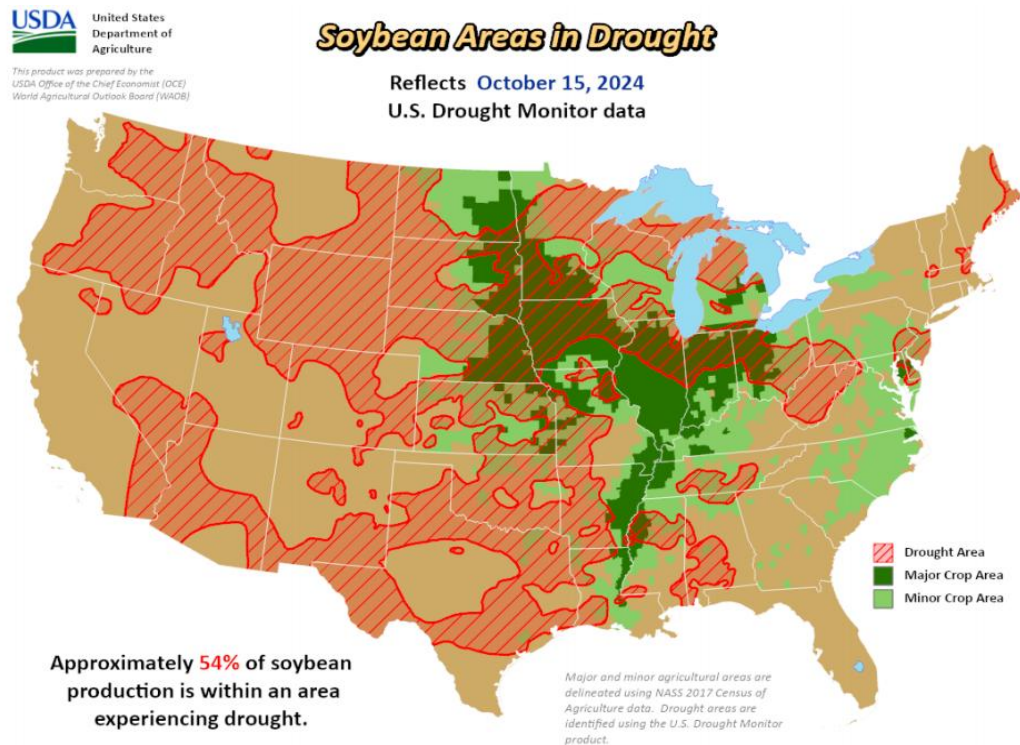 USDA
United States
Department of
Agriculture
This product was prepared by the
USDA Office of the Chief Economist (OCE)
World Agricultural Outlook Board (WAOB)
Soybean Areas in Drought
Reflects October 15, 2024
U.S. Drought Monitor data
Drought Area
Major Crop Area
Minor Crop Area
Approximately 54% of soybean
production is within an area
experiencing drought.
Major and minor agricultural areas are
delineated using NASS 2017 Census of
Agriculture data. Drought areas are
identified using the U.S. Drought Monitor
product.